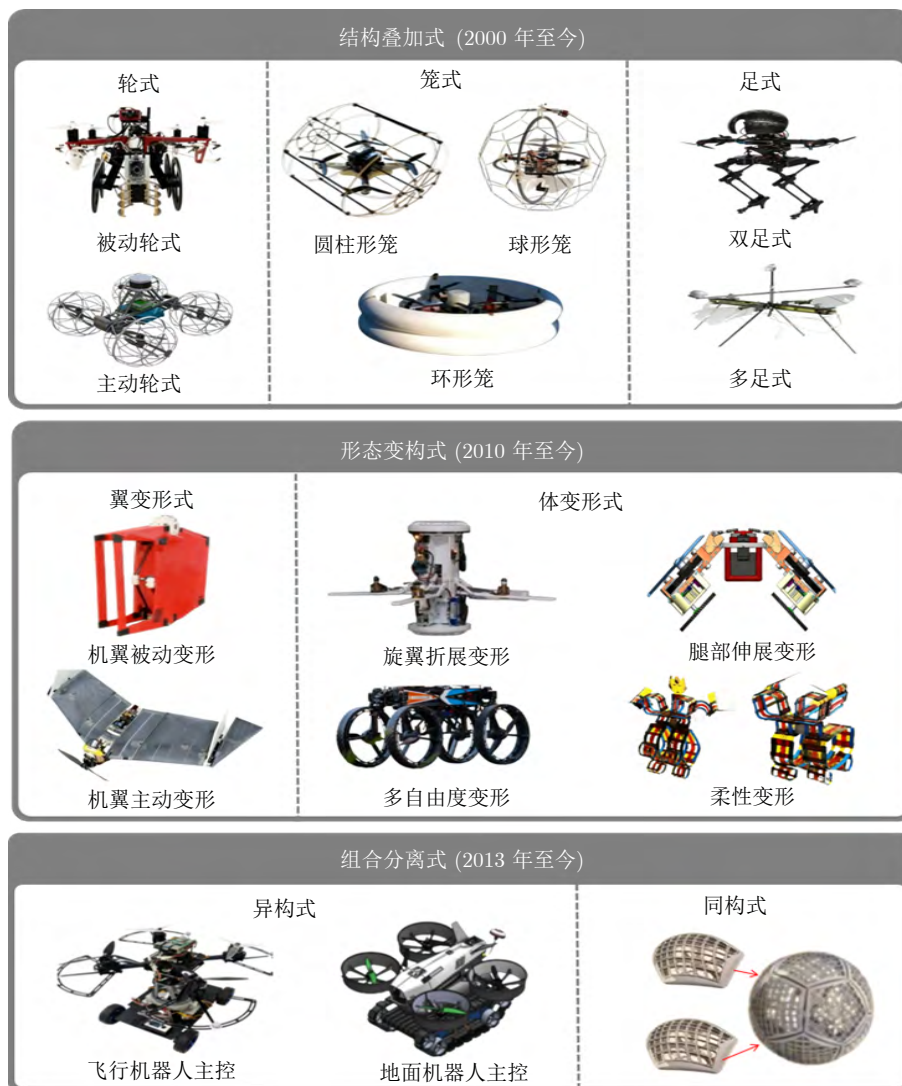 结构叠加式 (2000 年至今)
轮式
笼式
足式
被动轮式
圆柱形笼
球形笼
双足式
主动轮式
环形笼
多足式
形态变构式 (2010 年至今)
翼变形式
体变形式
机翼被动变形
旋翼折展变形
腿部伸展变形
机翼主动变形
多自由度变形
柔性变形
组合分离式 (2013 年至今)
异构式
同构式
飞行机器人主控
地面机器人主控